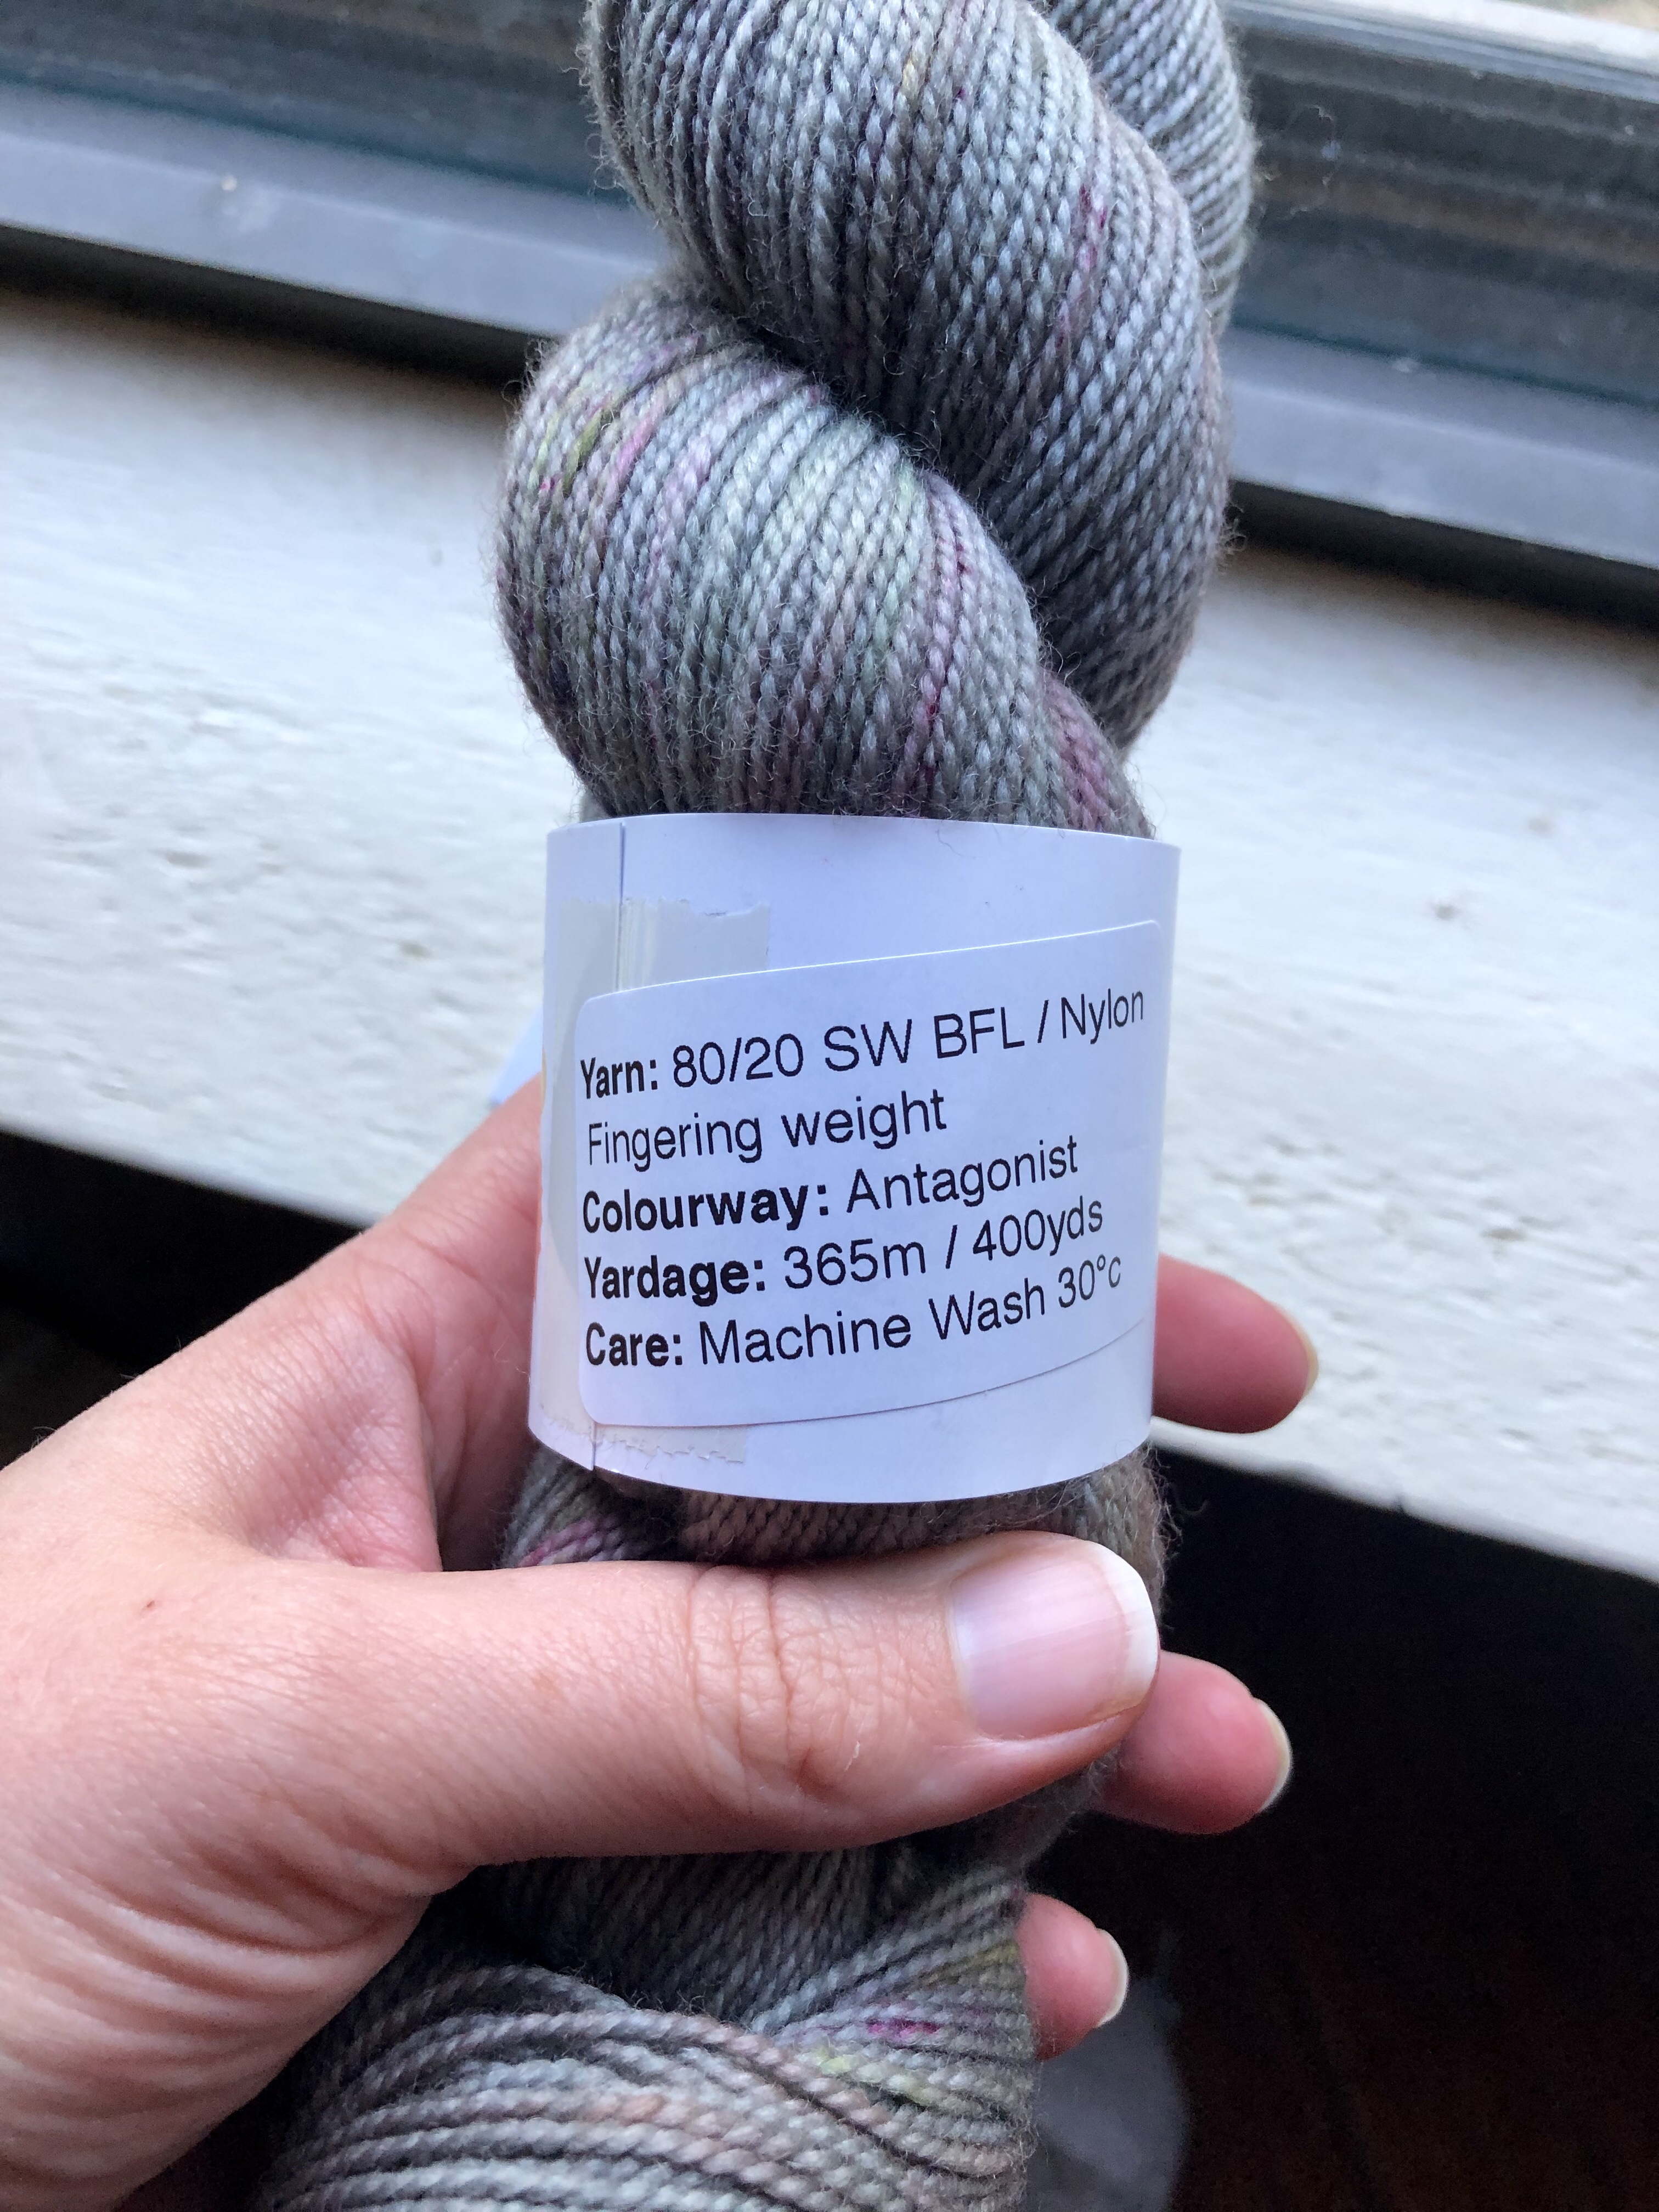 Yarn: 80/20 SW BFL / Nylon
Fingering weight
Colourway: Antagonist
Yardage: 365m / 400yds
Care: Machine Wash 30°c